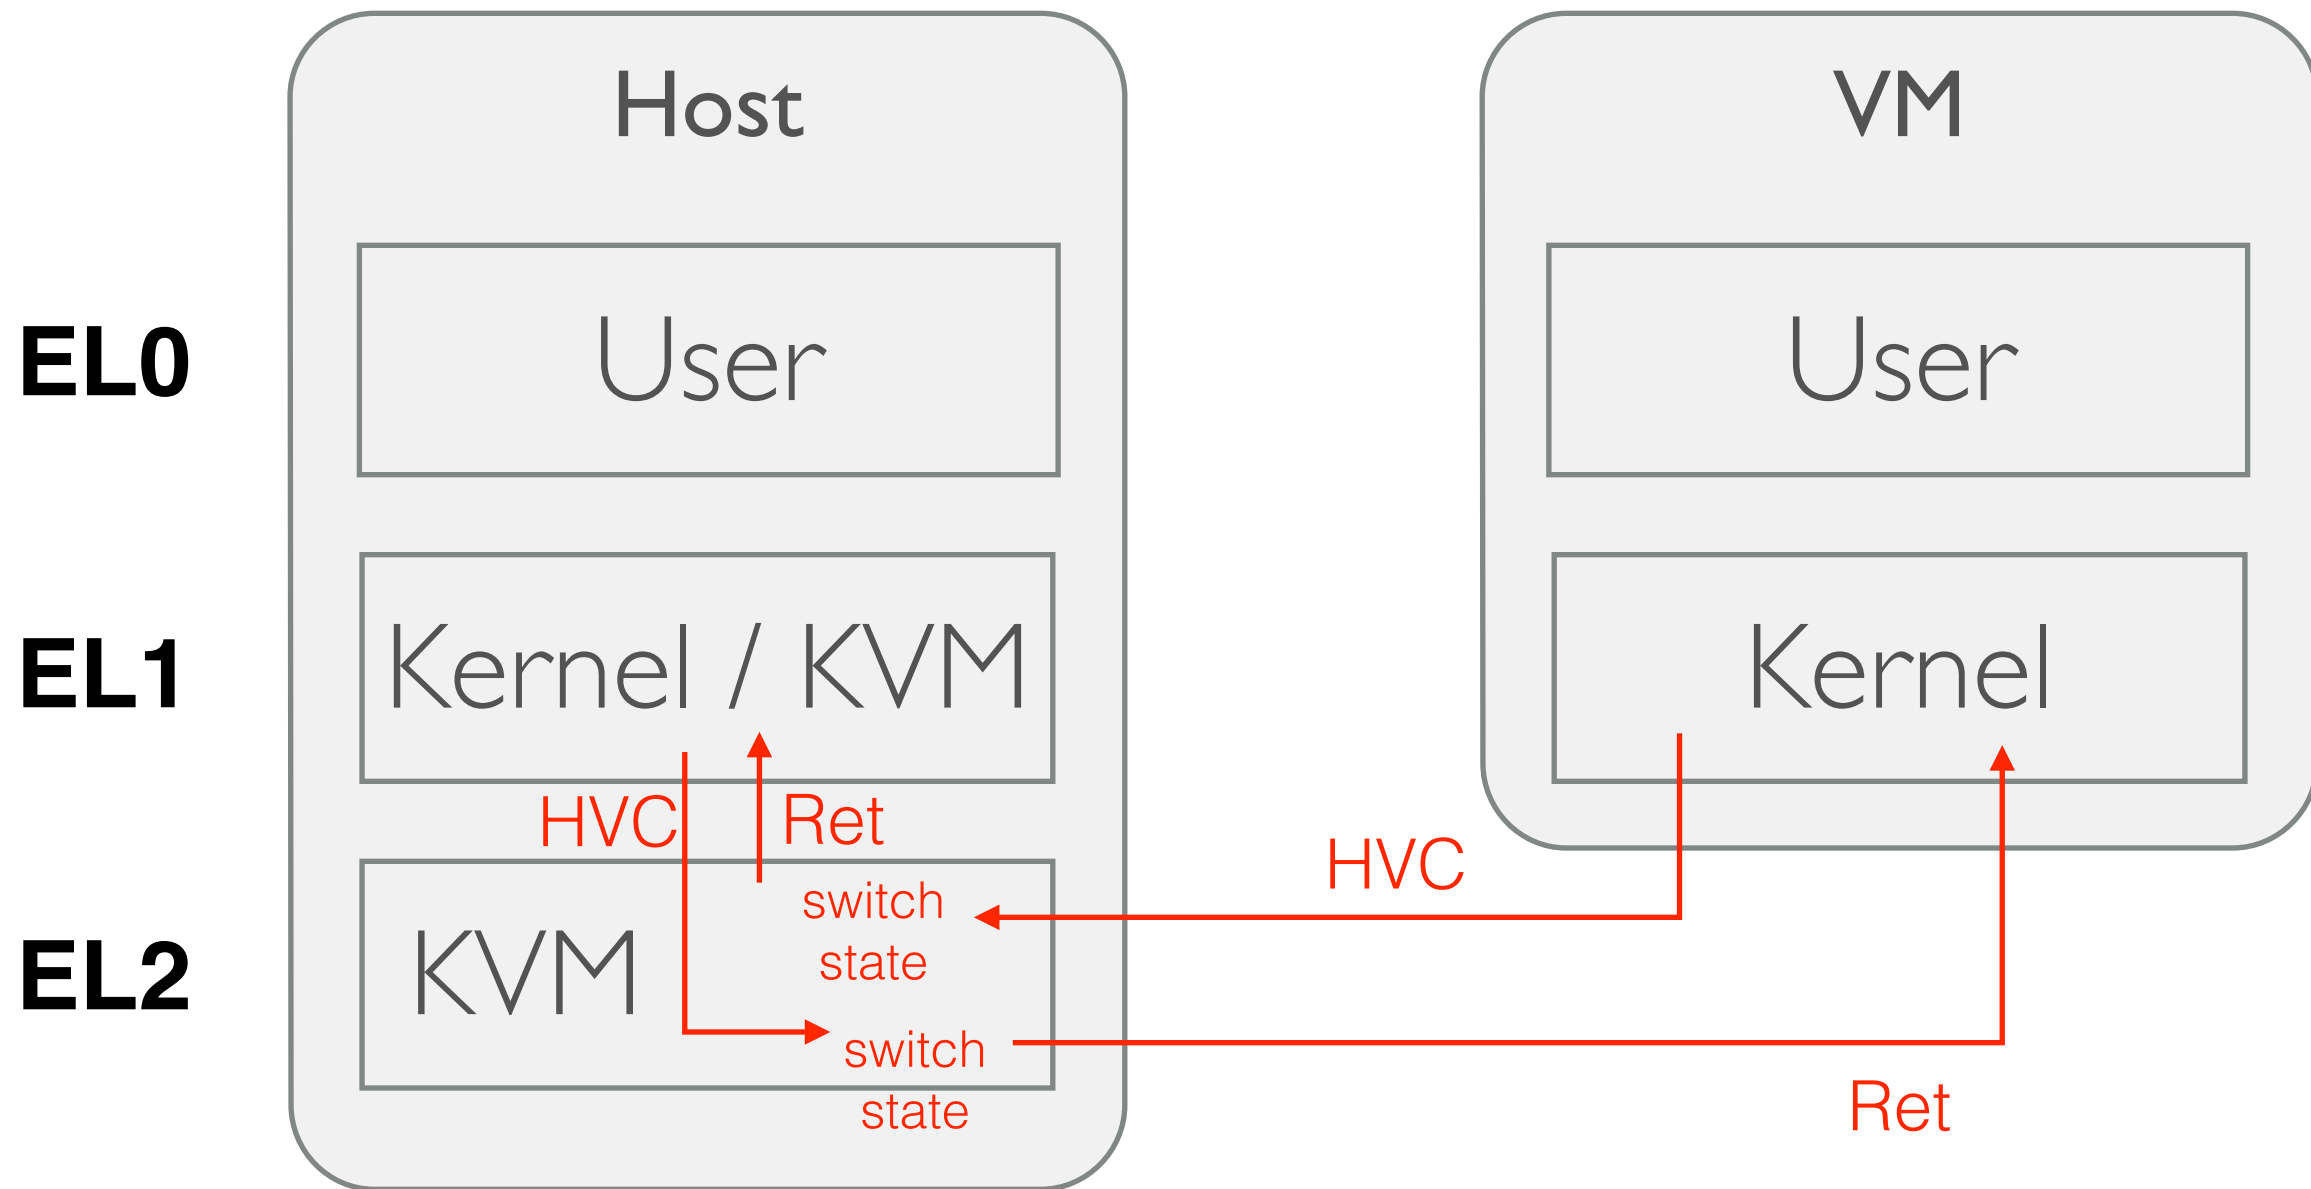 Host
VM
EL0
User
User
EL1
Kernel / KVM
Kernel
HVC
Ret
HVC
EL2
KVM
switch
state
switch
state
Ret